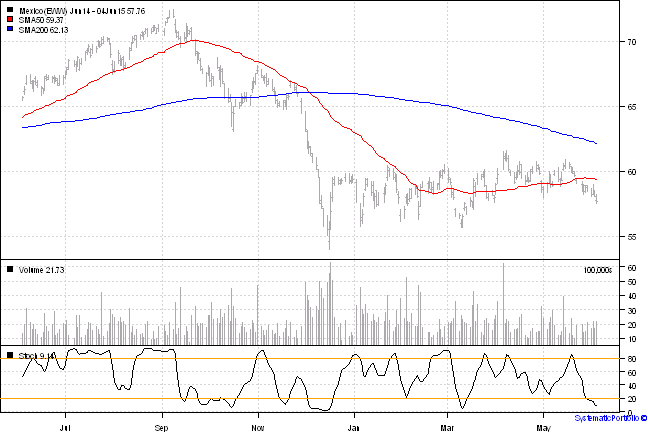 Mexico(EWW) Jun14 - 04Jun15 57.76
SMA50 59.37
SMA200 62.13
70
65
60
55
Volume 21.73
100,000s
60
50
40
30
20
10
Stoch 9.14
80
60
40
20
0
Jul
Sep
Nov
Jan
Mar
May
SystematicPortfolio ©